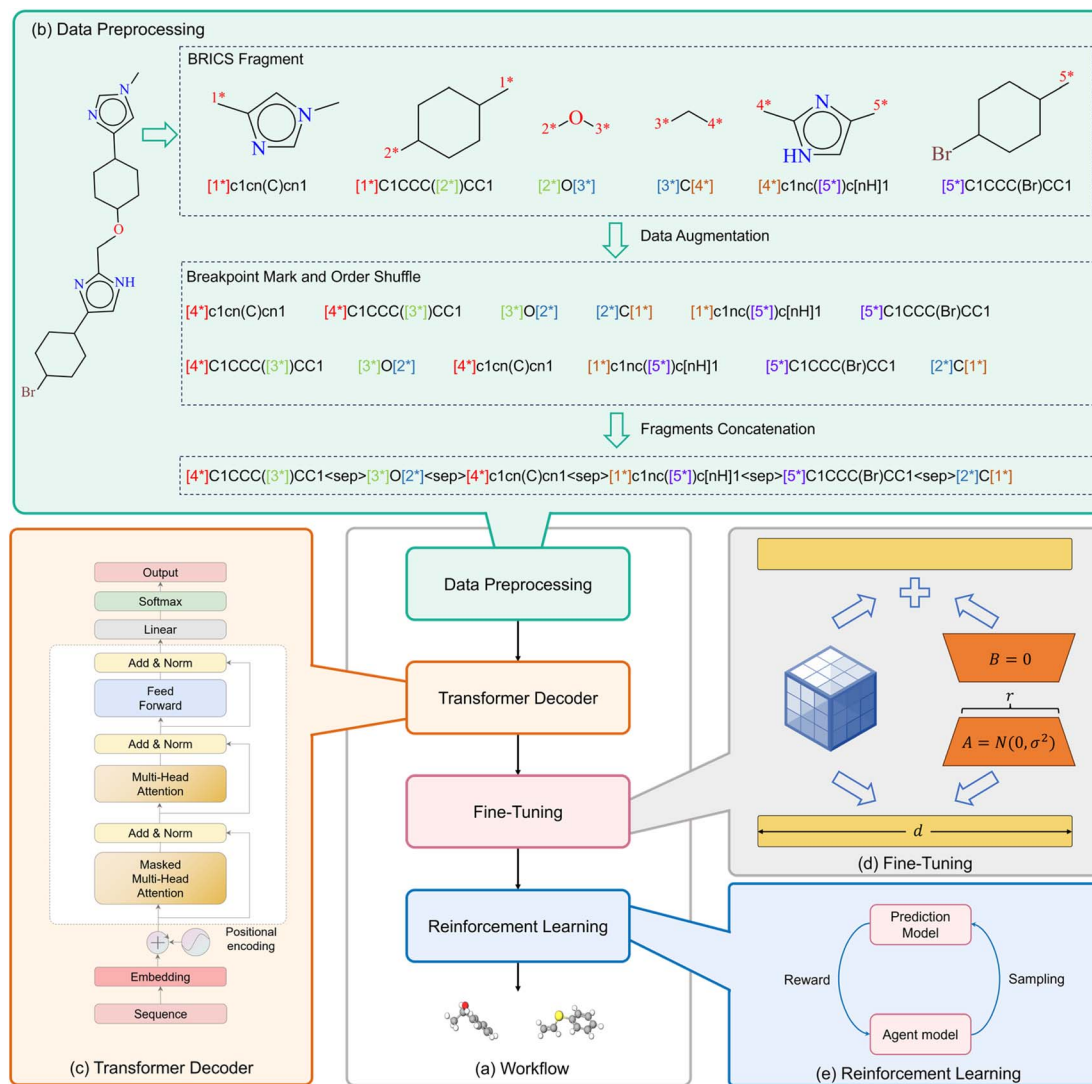 (b) Data Preprocessing
BRICS Fragment
N
N
O
N
NH
Br
1*
N
N
1*
2*
2* O 3*
3* 4*
4*
N
5*
HN
5*
Br
[1*]c1cn(C)cn1 [1*]C1CCC([2*])CC1 [2*]O[3*] [3*]C[4*] [4*]c1nc([5*])c[nH]1 [5*]C1CCC(Br)CC1
Data Augmentation
Breakpoint Mark and Order Shuffle
[4*]c1cn(C)cn1 [4*]C1CCC([3*])CC1 [3*]O[2*] [2*]C[1*] [1*]c1nc([5*])c[nH]1 [5*]C1CCC(Br)CC1
[4*]C1CCC([3*])CC1 [3*]O[2*] [4*]c1cn(C)cn1 [1*]c1nc([5*])c[nH]1 [5*]C1CCC(Br)CC1 [2*]C[1*]
Fragments Concatenation
[4*]C1CCC([3*])CC1<sep>[3*]O[2*]<sep>[4*]c1cn(C)cn1<sep>[1*]c1nc([5*])c[nH]1<sep>[5*]C1CCC(Br)CC1<sep>[2*]C[1*]
Output
Softmax
Linear
Add & Norm
Feed
Forward
Add & Norm
Multi-Head
Attention
Add & Norm
Masked
Multi-Head
Attention
Positional
encoding
Embedding
Sequence
(c) Transformer Decoder
Data Preprocessing
Transformer Decoder
Fine-Tuning
Reinforcement Learning
(a) Workflow
B = 0
r
A = N(0, σ²)
d
(d) Fine-Tuning
Prediction
Model
Reward
Sampling
Agent model
(e) Reinforcement Learning